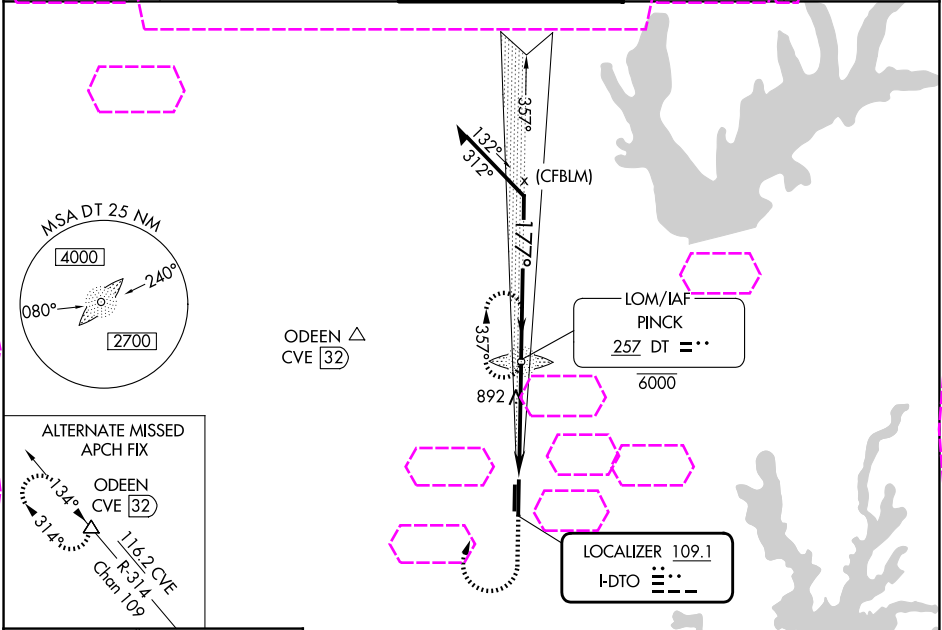 357°
132°
312°
(CFBLM)
177°
MSA DT 25 NM
4000
240°
080°
2700
LOM/IAF
PINCK
257 DT
6000
ODEEN
CVE 32
357°
892
ALTERNATE MISSED
APCH FIX
ODEEN
CVE 32
134°
314°
116.2 CVE
R-314
Chan 109
LOCALIZER 109.1
I-DTO